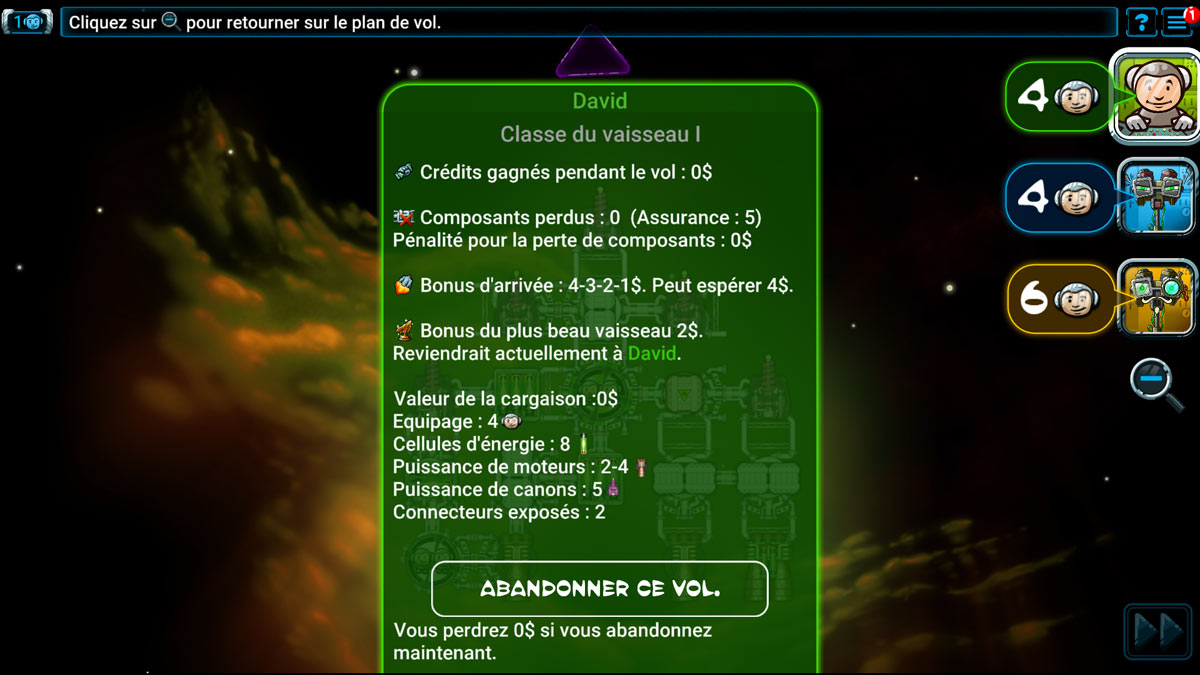 1
Cliquez sur pour retourner sur le plan de vol.
?
1
David
Classe du vaisseau I
Crédits gagnés pendant le vol : 0$
Composants perdus : 0 (Assurance : 5)
Pénalité pour la perte de composants : 0$
Bonus d'arrivée : 4-3-2-1$. Peut espérer 4$.
Bonus du plus beau vaisseau 2$.
Reviendrait actuellement à David.
Valeur de la cargaison :0$
Equipage : 4
Cellules d'énergie : 8
Puissance de moteurs : 2-4
Puissance de canons : 5
Connecteurs exposés : 2
ABANDONNER CE VOL.
Vous perdrez 0$ si vous abandonnez
maintenant.
4
4
6